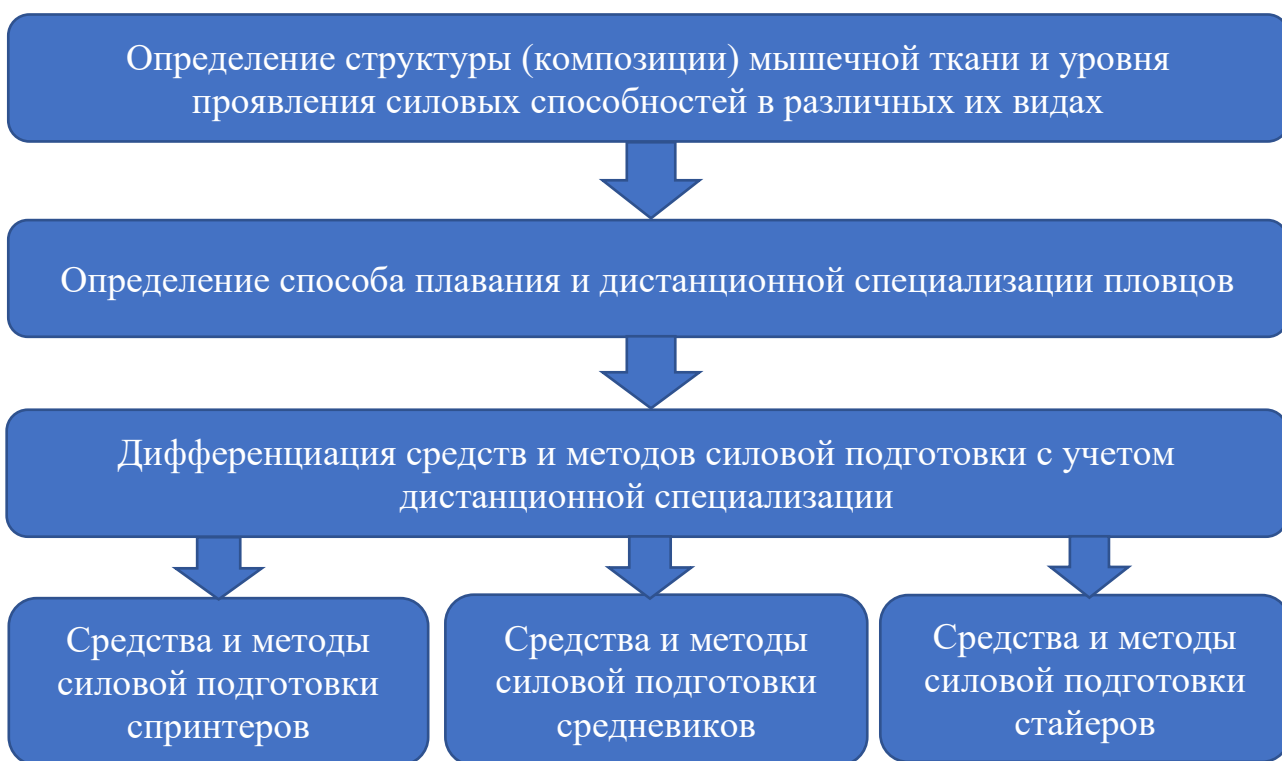 Определение структуры (композиции) мышечной ткани и уровня
проявления силовых способностей в различных их видах
Определение способа плавания и дистанционной специализации пловцов
Дифференциация средств и методов силовой подготовки с учетом
дистанционной специализации
Средства и методы
силовой подготовки
спринтеров
Средства и методы
силовой подготовки
средневиков
Средства и методы
силовой подготовки
стайеров